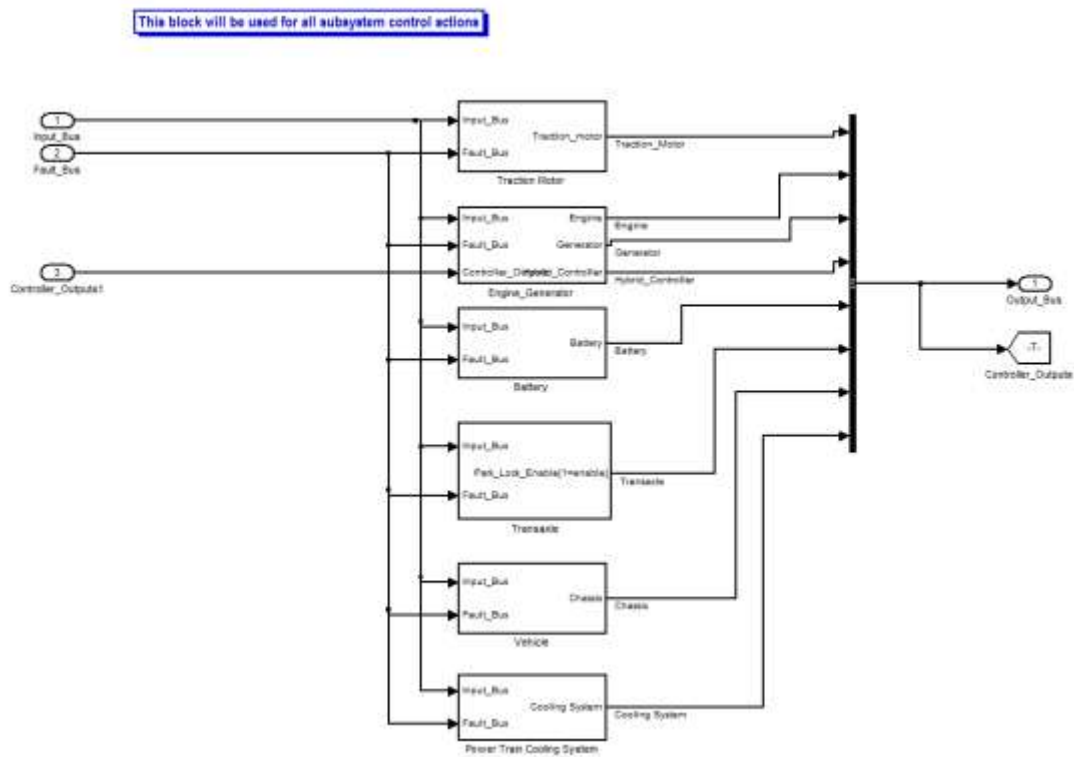 This block will be used for all subsystem control actions
1
Input_Bus
2
Fault_Bus
3
Controller_Outputs1
Input_Bus
Traction_motor
Fault_Bus
Traction Motor
Traction_Motor
Input_Bus
Engine
Fault_Bus
Generator
Controller_Outputs
Hybrid_Controller
Engine_Generator
Engine
Generator
Hybrid_Controller
Input_Bus
Battery
Fault_Bus
Battery
Battery
Input_Bus
Park_Lock_Enable(1=enable)
Fault_Bus
Transaxle
Transaxle
Input_Bus
Chassis
Fault_Bus
Vehicle
Chassis
Input_Bus
Cooling System
Fault_Bus
Power Train Cooling System
Cooling System
1
Output_Bus
-T-
Controller_Outputs